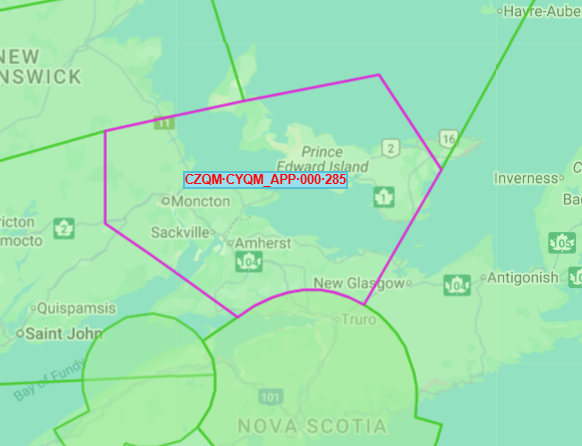 Havre-Aube
NEW
NSWICK
11
2
16
Prince
Edward Island
CZQM-CYQM_APP-000-285
1
Inverness
C
Moncton
Ba
ricton
2
Sackville
105
mocto
Amherst
104
New Glasgow
104
Antigonish
10
Quispamsis
Truro
Saint John
Bay of Fundy
101
NOVA SCOTIA